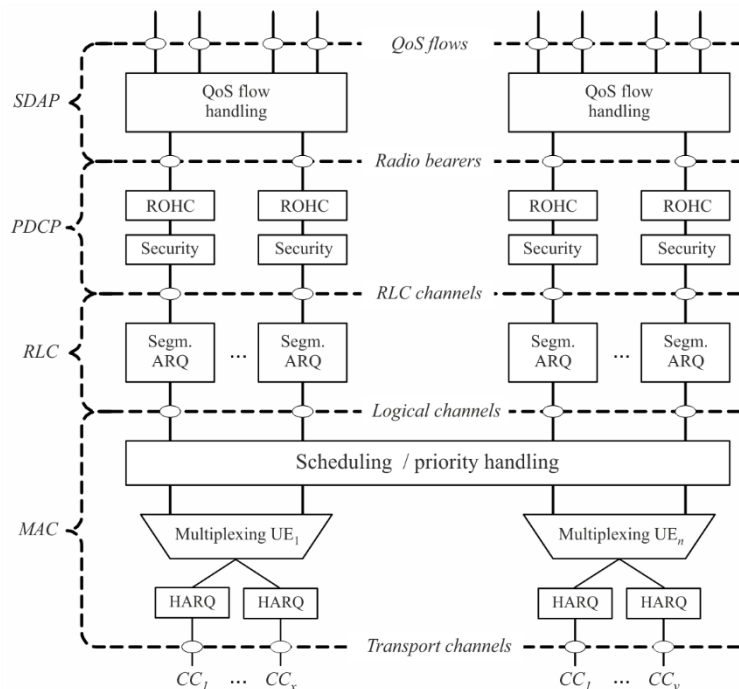 QoS flows
SDAP
QoS flow
handling
QoS flow
handling
Radio bearers
PDCP
ROHC ROHC ROHC ROHC
Security Security Security Security
RLC channels
RLC
Segm.
ARQ
...
Segm.
ARQ
Segm.
ARQ
...
Segm.
ARQ
Logical channels
MAC
Scheduling / priority handling
Multiplexing UE1
Multiplexing UEn
HARQ HARQ HARQ HARQ
Transport channels
CC1 ... CCx CC1 ... CCy